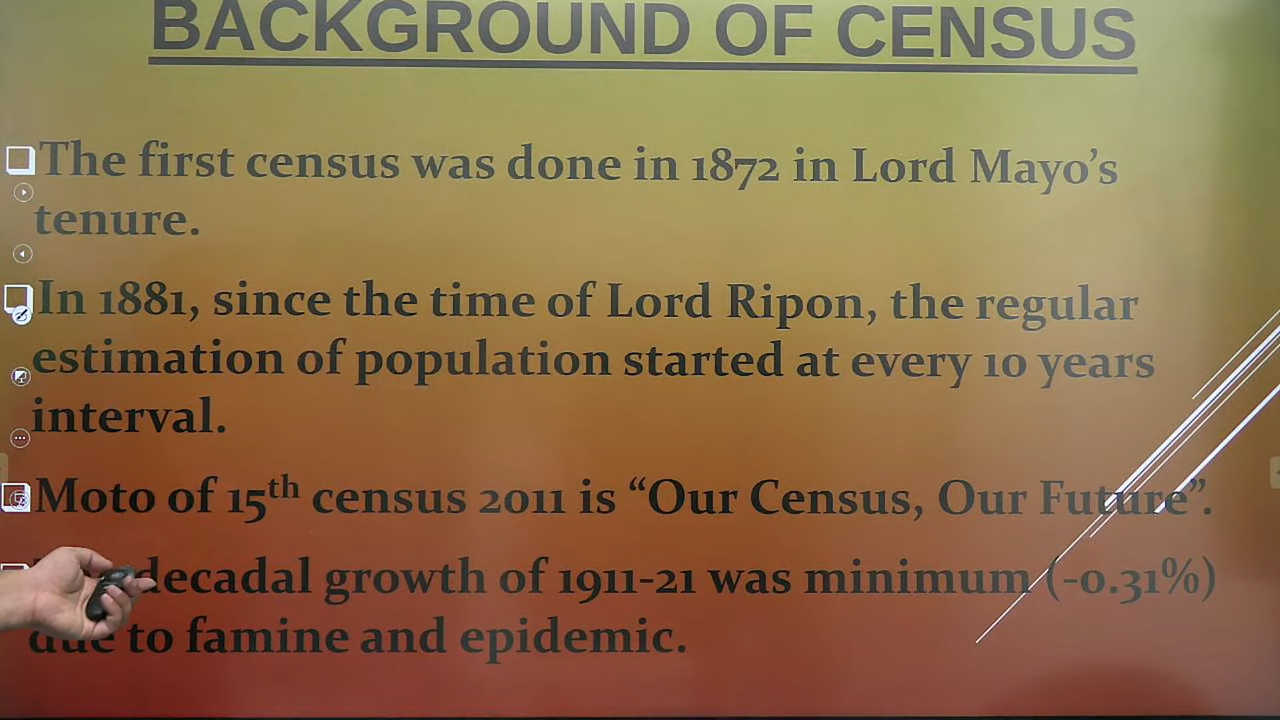 BACKGROUND OF CENSUS
The first census was done in 1872 in Lord Mayo’s
tenure.
In 1881, since the time of Lord Ripon, the regular
estimation of population started at every 10 years
interval.
Moto of 15th census 2011 is “Our Census, Our Future”.
decadal growth of 1911-21 was minimum (-0.31%)
due to famine and epidemic.